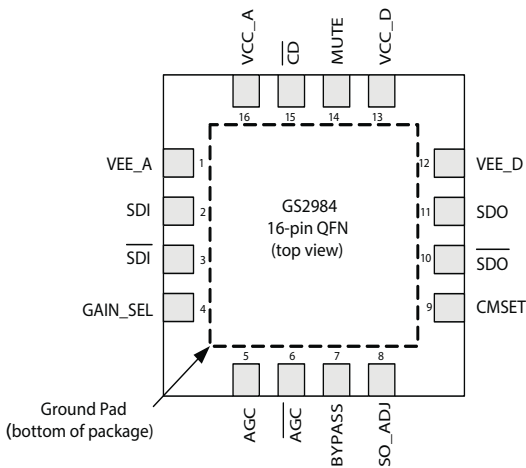 VCC_A
CD
MUTE
VCC_D
16
15
14
13
VEE_A
1
SDI
2
SDI
3
GAIN_SEL
4
GS2984
16-pin QFN
(top view)
12
VEE_D
11
SDO
10
SDO
9
CMSET
5
6
7
8
AGC
AGC
BYPASS
SO_ADJ
Ground Pad
(bottom of package)